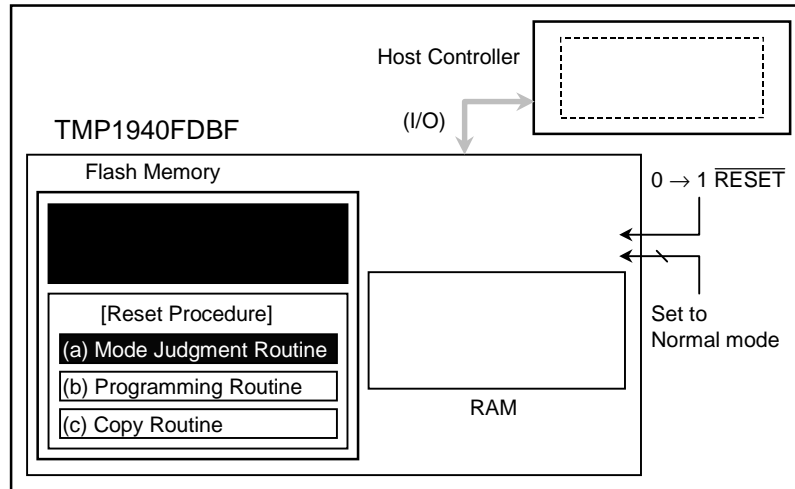 Host Controller
(I/O)
TMP1940FDBF
Flash Memory
0 → 1 RESET
[Reset Procedure]
(a) Mode Judgment Routine
(b) Programming Routine
(c) Copy Routine
Set to
Normal mode
RAM